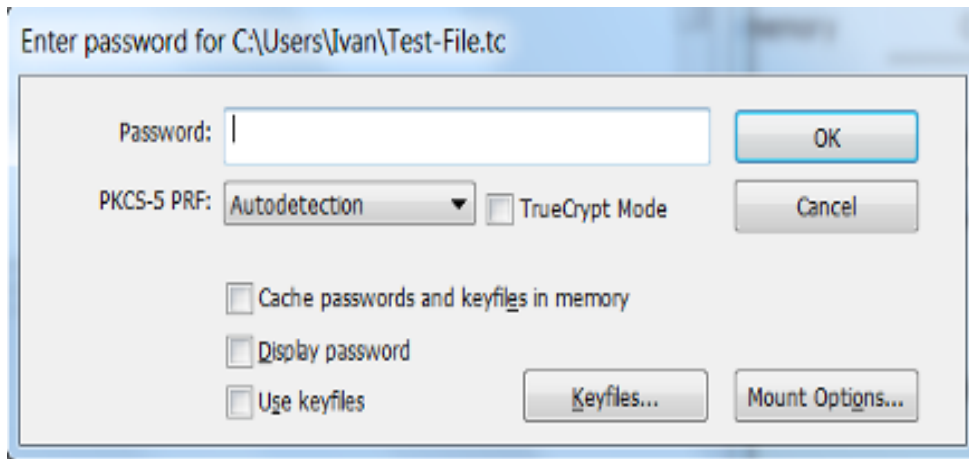 Enter password for C:\Users\Ivan\Test-File.tc
Password:
OK
PKCS-5 PRF: Autodetection
TrueCrypt Mode
Cancel
Cache passwords and keyfiles in memory
Display password
Use keyfiles
Keyfiles...
Mount Options...